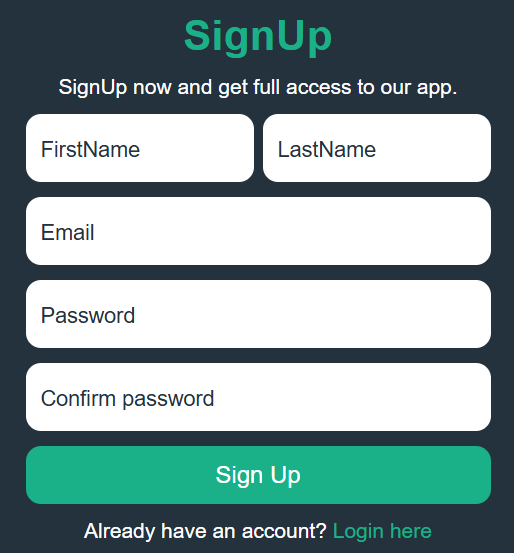 SignUp
SignUp now and get full access to our app.
FirstName LastName
Email
Password
Confirm password
Sign Up
Already have an account? Login here